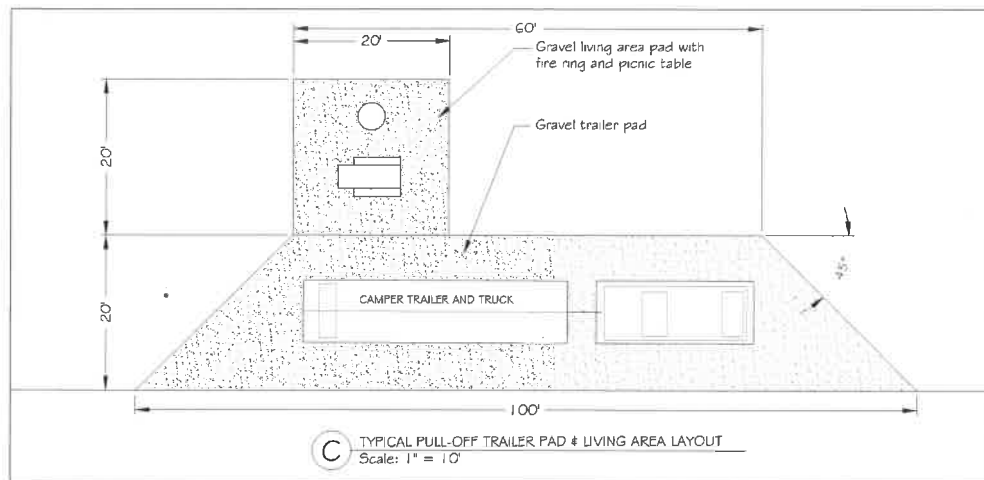 60'
20'
Gravel living area pad with
fire ring and picnic table
Gravel trailer pad
20'
20'
45°
CAMPER TRAILER AND TRUCK
100'
C
TYPICAL PULL-OFF TRAILER PAD & LIVING AREA LAYOUT
Scale: 1" = 10'